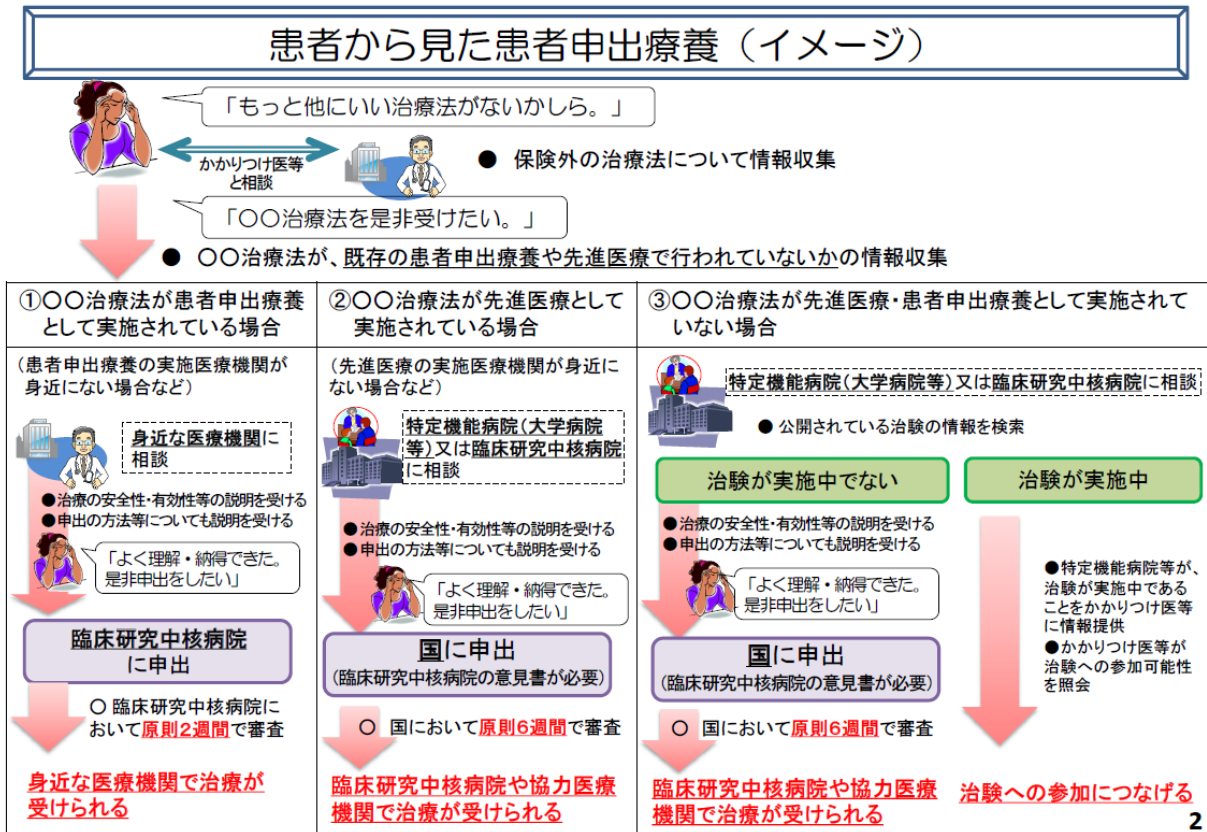 患者から見た患者申出療養（イメージ）
「もっと他にいい治療法がないかしら。」
かかりつけ医等
と相談
● 保険外の治療法について情報収集
「〇〇治療法を是非受けたい。」
● 〇〇治療法が、既存の患者申出療養や先進医療で行われていないかの情報収集
①〇〇治療法が患者申出療養
として実施されている場合
（患者申出療養の実施医療機関が
身近にない場合など）
身近な医療機関に
相談
●治療の安全性・有効性等の説明を受ける
●申出の方法等についても説明を受ける
「よく理解・納得できた。
是非申出をしたい」
臨床研究中核病院
に申出
〇 臨床研究中核病院に
おいて原則２週間で審査
身近な医療機関で治療が
受けられる
②〇〇治療法が先進医療として
実施されている場合
（先進医療の実施医療機関が身近に
ない場合など）
特定機能病院（大学病院
等）又は臨床研究中核病院
に相談
●治療の安全性・有効性等の説明を受ける
●申出の方法等についても説明を受ける
「よく理解・納得できた。
是非申出をしたい」
国に申出
（臨床研究中核病院の意見書が必要）
〇 国において原則６週間で審査
臨床研究中核病院や協力医療
機関で治療が受けられる
③〇〇治療法が先進医療・患者申出療養として実施されて
いない場合
特定機能病院（大学病院等）又は臨床研究中核病院に相談
● 公開されている治験の情報を検索
治験が実施中でない
●治療の安全性・有効性等の説明を受ける
●申出の方法等についても説明を受ける
「よく理解・納得できた。
是非申出をしたい」
国に申出
（臨床研究中核病院の意見書が必要）
〇 国において原則６週間で審査
臨床研究中核病院や協力医療
機関で治療が受けられる
治験が実施中
●特定機能病院等が、
治験が実施中である
ことをかかりつけ医等
に情報提供
●かかりつけ医等が
治験への参加可能性
を照会
治験への参加につなげる
2